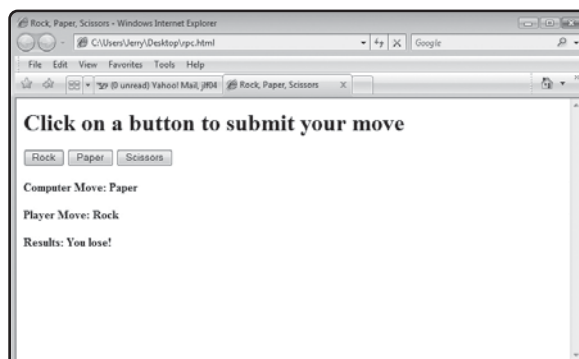 Rock, Paper, Scissors - Windows Internet Explorer
C:\Users\Jerry\Desktop\rpc.html
Google
File Edit View Favorites Tools Help
(0 unread) Yahoo! Mail, jlf04
Rock, Paper, Scissors
Click on a button to submit your move
Rock Paper Scissors
Computer Move: Paper
Player Move: Rock
Results: You lose!